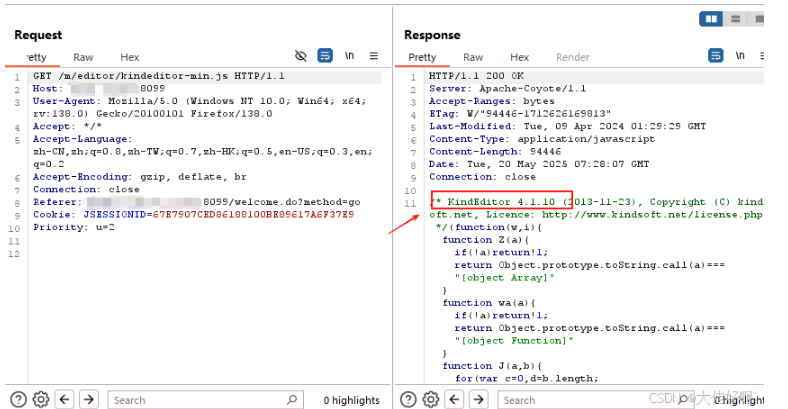 Request
Pretty Raw Hex
\n
1 GET /m/editor/kindeditor-min.js HTTP/1.1
2 Host: 8099
3 User-Agent: Mozilla/5.0 (Windows NT 10.0; Win64; x64;
rv:138.0) Gecko/20100101 Firefox/138.0
4 Accept: */*
5 Accept-Language:
zh-CN,zh;q=0.8,zh-TW;q=0.7,zh-HK;q=0.5,en-US;q=0.3,en;
q=0.2
6 Accept-Encoding: gzip, deflate, br
7 Connection: close
8 Referer: 8099/welcome.do?method=go
9 Cookie: JSESSIONID=67E7907CED86188100BE89617A6F37E9
10 Priority: u=2
11
12
Search
0 highlights
Response
Pretty Raw Hex Render
\n
1 HTTP/1.1 200 OK
2 Server: Apache-Coyote/1.1
3 Accept-Ranges: bytes
4 ETag: W/"94446-1712626169813"
5 Last-Modified: Tue, 09 Apr 2024 01:29:29 GMT
6 Content-Type: application/javascript
7 Content-Length: 94446
8 Date: Tue, 20 May 2025 07:28:07 GMT
9 Connection: close
10
11 /* KindEditor 4.1.10 (2013-11-23), Copyright (C) kind
oft.net, Licence: http://www.kindsoft.net/license.php
*/(function(w,i){
function Z(a){
if(!a)return!1;
return Object.prototype.toString.call(a)===
"[object Array]"
}
function wa(a){
if(!a)return!1;
return Object.prototype.toString.call(a)===
"[object Function]"
}
function J(a,b){
for(var c=0,d=b.length;
Search
0 highlights